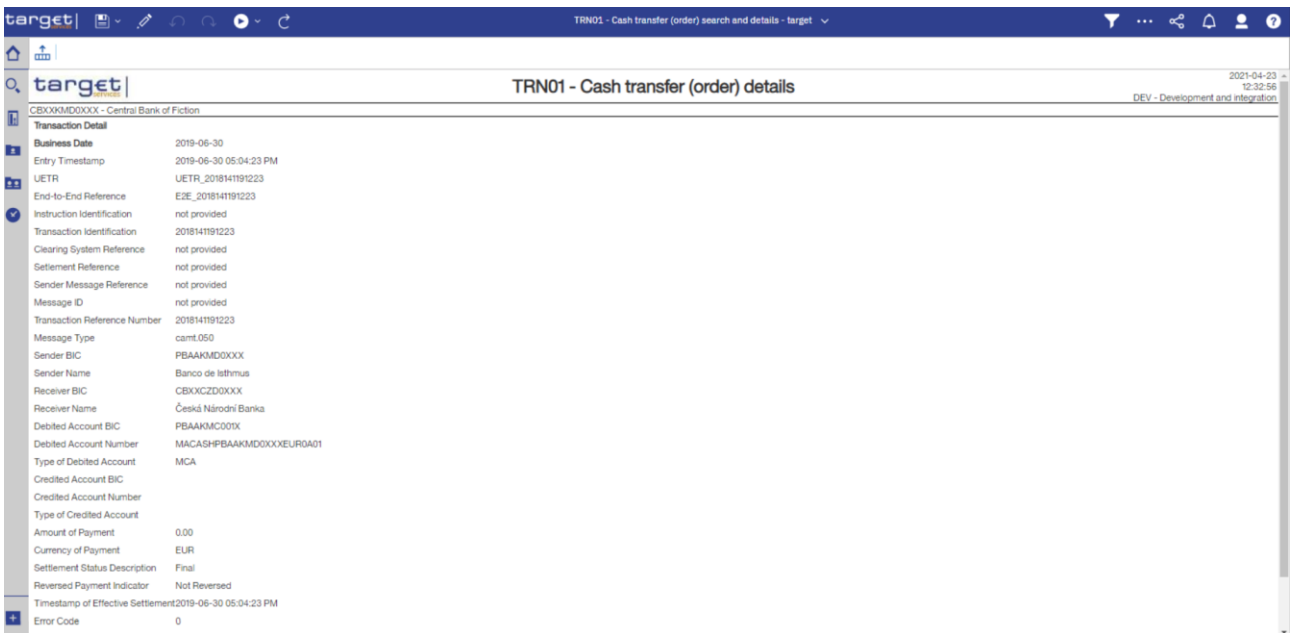 target|
TRN01 - Cash transfer (order) search and details - target
target|
SERVICES
TRN01 - Cash transfer (order) details
2021-04-23
12:32:56
DEV - Development and integration
CBXXKMD0XXX - Central Bank of Fiction
Transaction Detail
Business Date 2019-06-30
Entry Timestamp 2019-06-30 05:04:23 PM
UETR UETR_2018141191223
End-to-End Reference E2E_2018141191223
Instruction Identification not provided
Transaction Identification 2018141191223
Clearing System Reference not provided
Setlement Reference not provided
Sender Message Reference not provided
Message ID not provided
Transaction Reference Number 2018141191223
Message Type camt.050
Sender BIC PBAAKMD0XXX
Sender Name Banco de Isthmus
Receiver BIC CBXXCZD0XXX
Receiver Name Česká Národní Banka
Debited Account BIC PBAAKMC001X
Debited Account Number MACASHPBAAKMD0XXXEUR0A01
Type of Debited Account MCA
Credited Account BIC
Credited Account Number
Type of Credited Account
Amount of Payment 0.00
Currency of Payment EUR
Settlement Status Description Final
Reversed Payment Indicator Not Reversed
Timestamp of Effective Settlement 2019-06-30 05:04:23 PM
Error Code 0